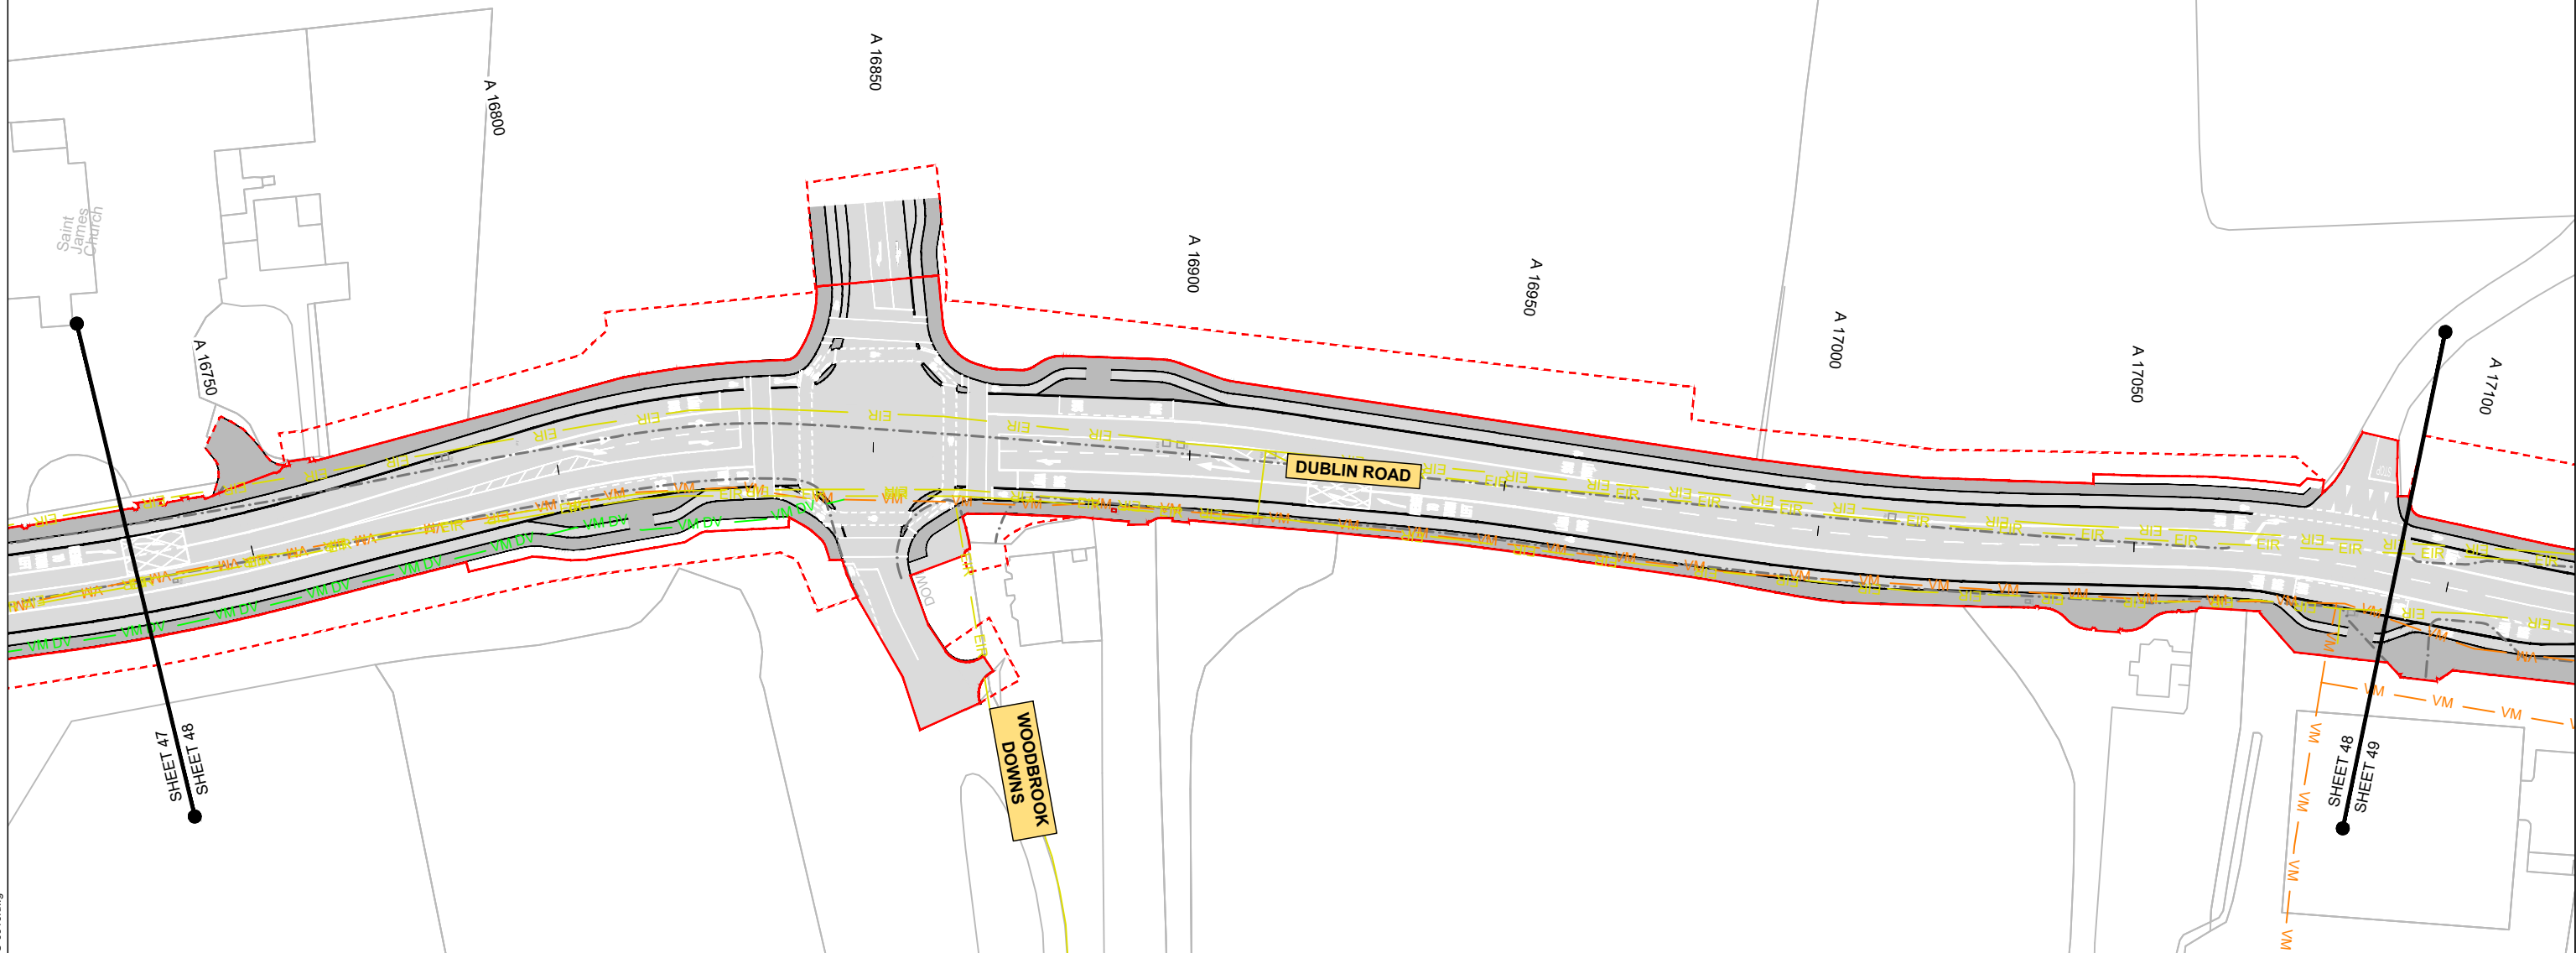 A 16750
A 16800
A 16850
A 16900
A 16950
A 17000
A 17050
A 17100
Saint
James
Church
DUBLIN ROAD
WOODBROOK
DOWNS
SHEET 47
SHEET 48
SHEET 48
SHEET 49
EIR
VM
VM DV